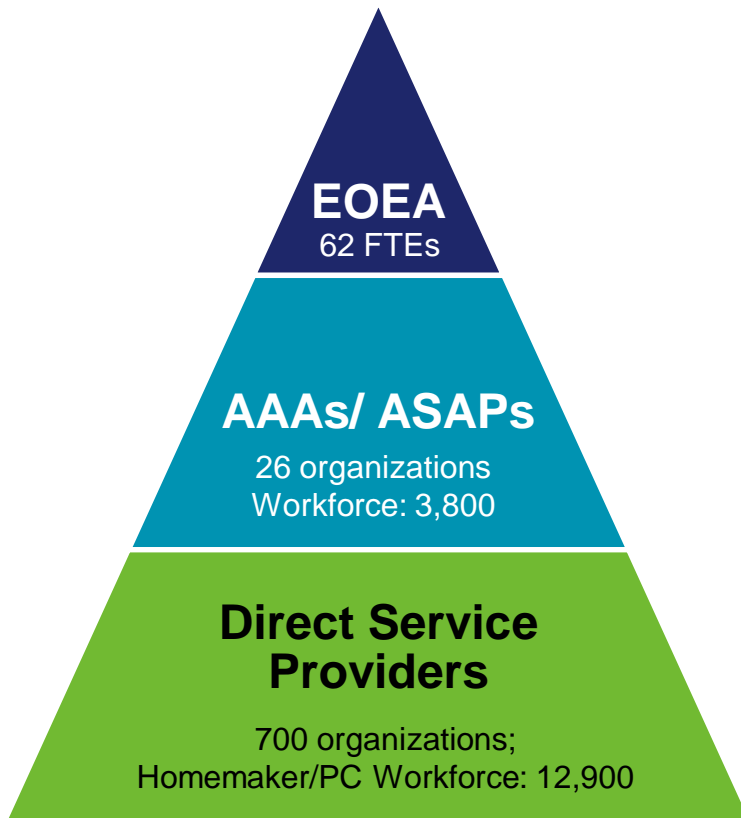 EOEA
62 FTEs
AAAs/ ASAPs
26 organizations
Workforce: 3,800
Direct Service
Providers
700 organizations;
Homemaker/PC Workforce: 12,900